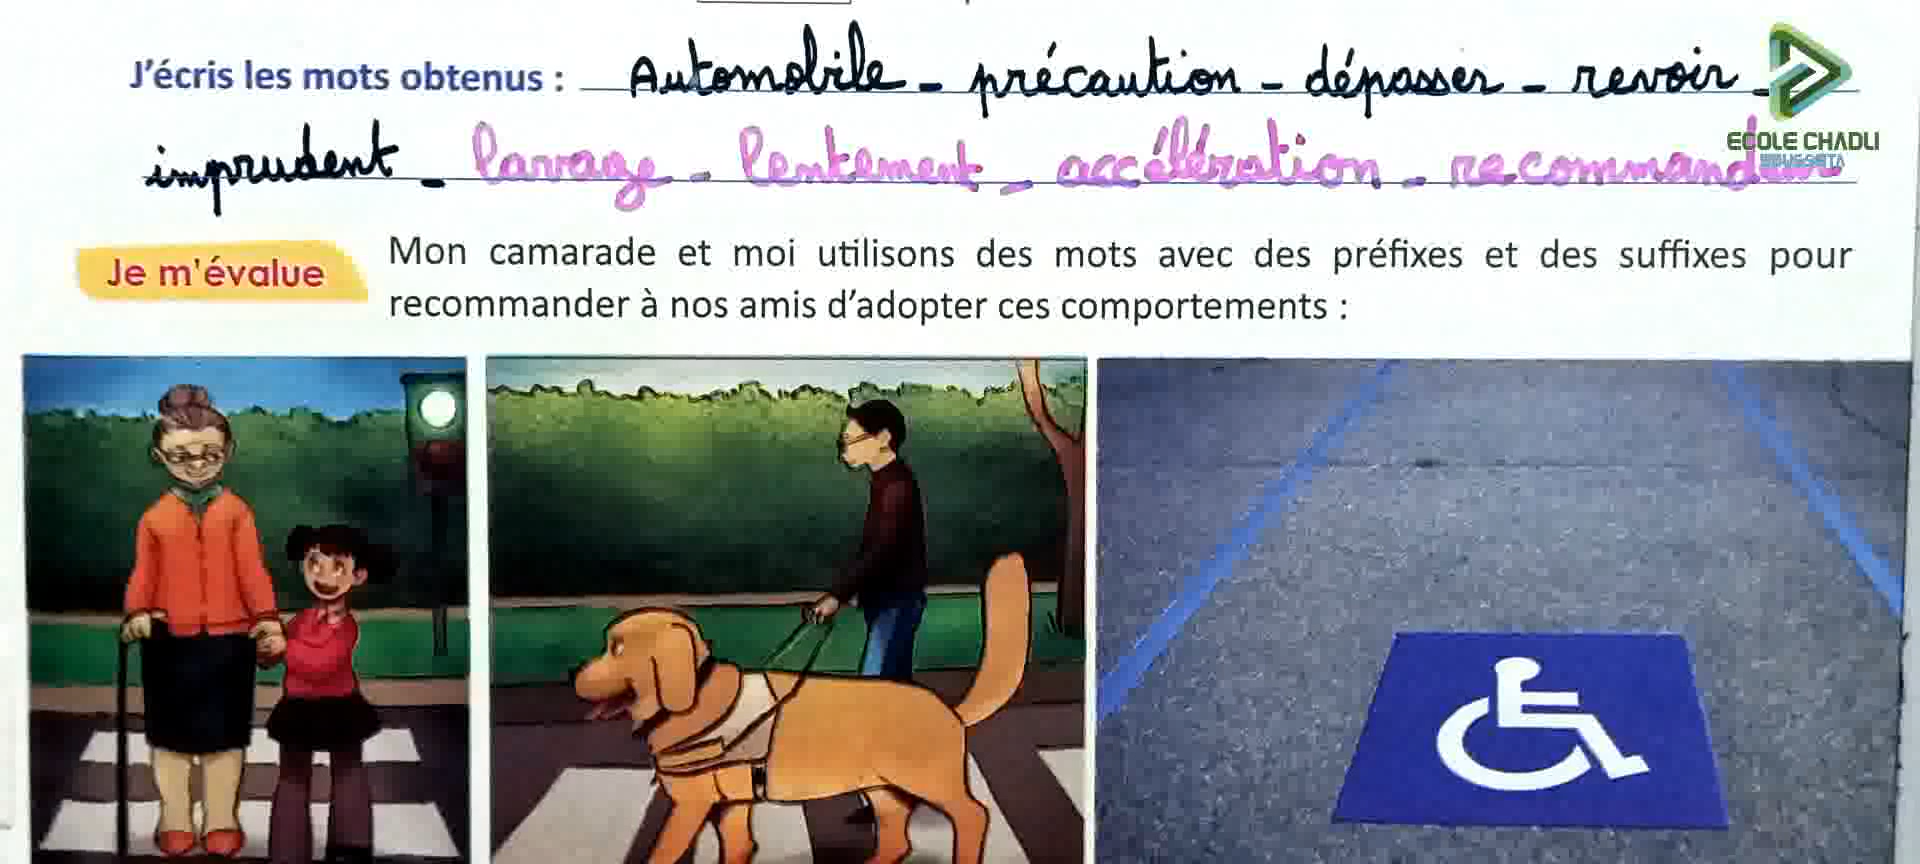 J'écris les mots obtenus : Automobile - précaution - dépasser - revoir -
imprudent - lavage - lentement - accélération - recommander
ECOLE CHADLI
Je m'évalue
Mon camarade et moi utilisons des mots avec des préfixes et des suffixes pour
recommander à nos amis d'adopter ces comportements :